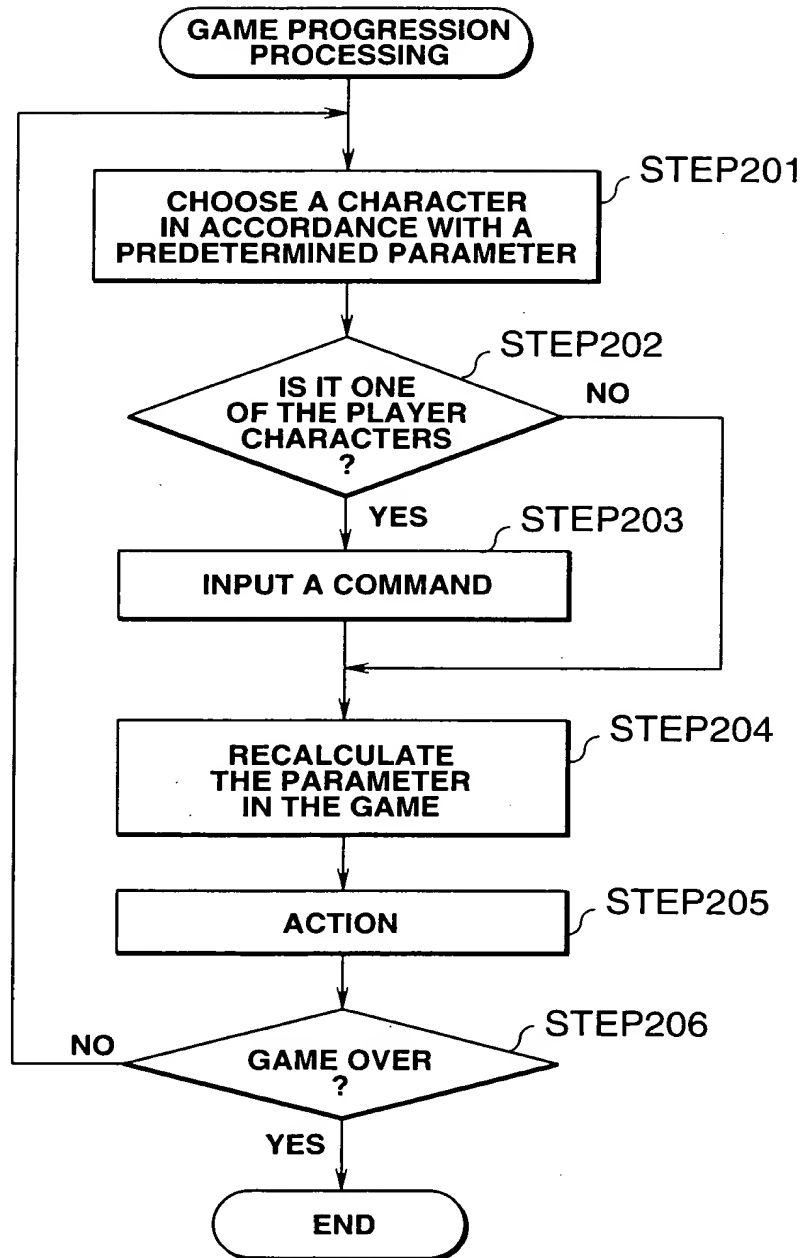 GAME PROGRESSION
PROCESSING
STEP201
CHOOSE A CHARACTER
IN ACCORDANCE WITH A
PREDETERMINED PARAMETER
STEP202
IS IT ONE
OF THE PLAYER
CHARACTERS
?
NO
YES
STEP203
INPUT A COMMAND
STEP204
RECALCULATE
THE PARAMETER
IN THE GAME
STEP205
ACTION
STEP206
NO
GAME OVER
?
YES
END